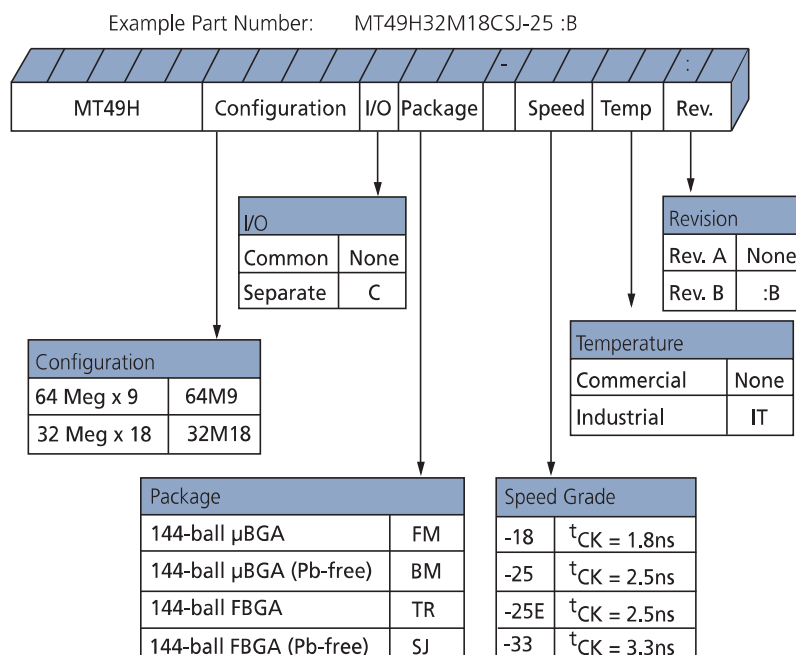 Example Part Number: MT49H32M18CSJ-25 :B
- :
MT49H Configuration I/O Package Speed Temp Rev.
I/O
Common None
Separate C
Revision
Rev. A None
Rev. B :B
Configuration
64 Meg x 9 64M9
32 Meg x 18 32M18
Temperature
Commercial None
Industrial IT
Package
144-ball µBGA FM
144-ball µBGA (Pb-free) BM
144-ball FBGA TR
144-ball FBGA (Pb-free) SJ
Speed Grade
-18 tCK = 1.8ns
-25 tCK = 2.5ns
-25E tCK = 2.5ns
-33 tCK = 3.3ns